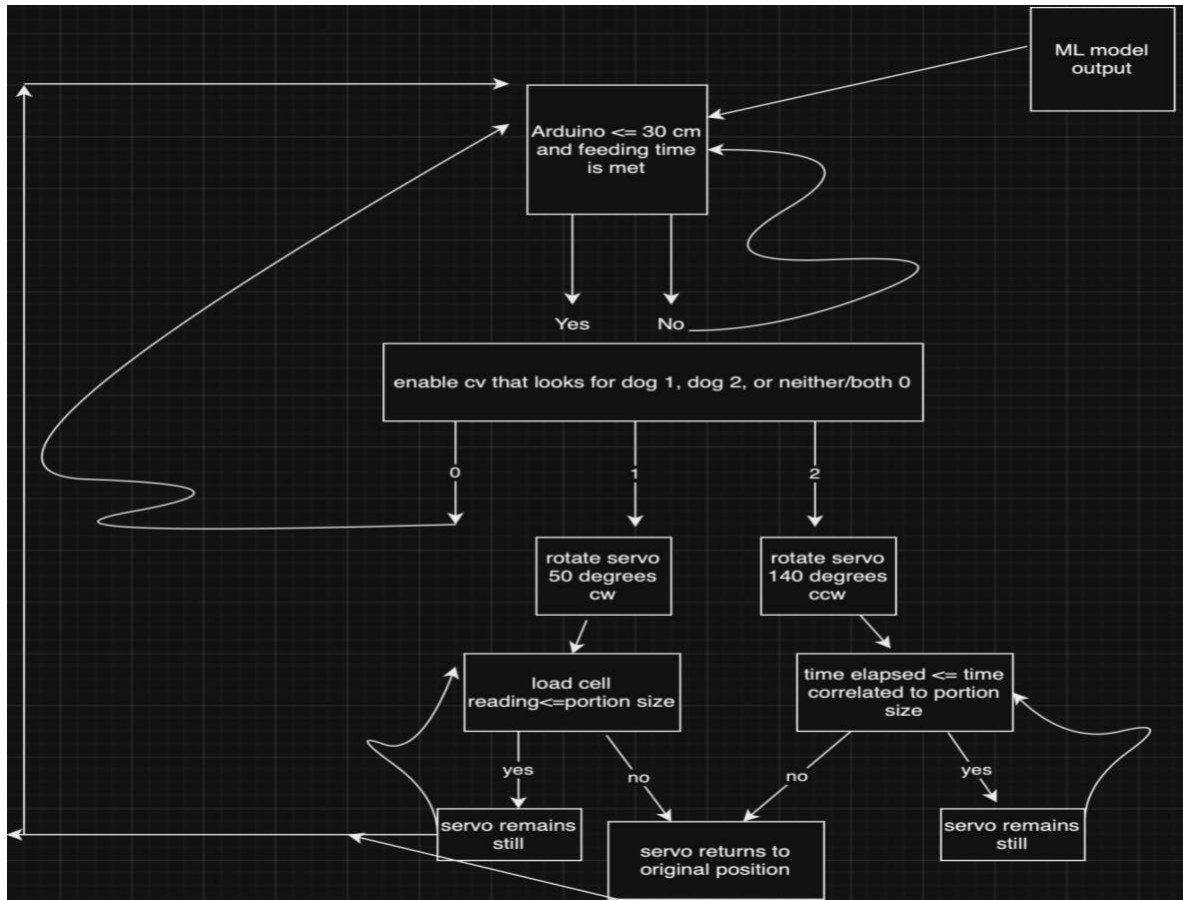 ML model
output
Arduino <= 30 cm
and feeding time
is met
Yes
No
enable cv that looks for dog 1, dog 2, or neither/both 0
0
1
2
rotate servo
50 degrees
cw
rotate servo
140 degrees
ccw
load cell
reading<=portion size
time elapsed <= time
correlated to portion
size
yes
no
no
yes
servo remains
still
servo returns to
original position
servo remains
still